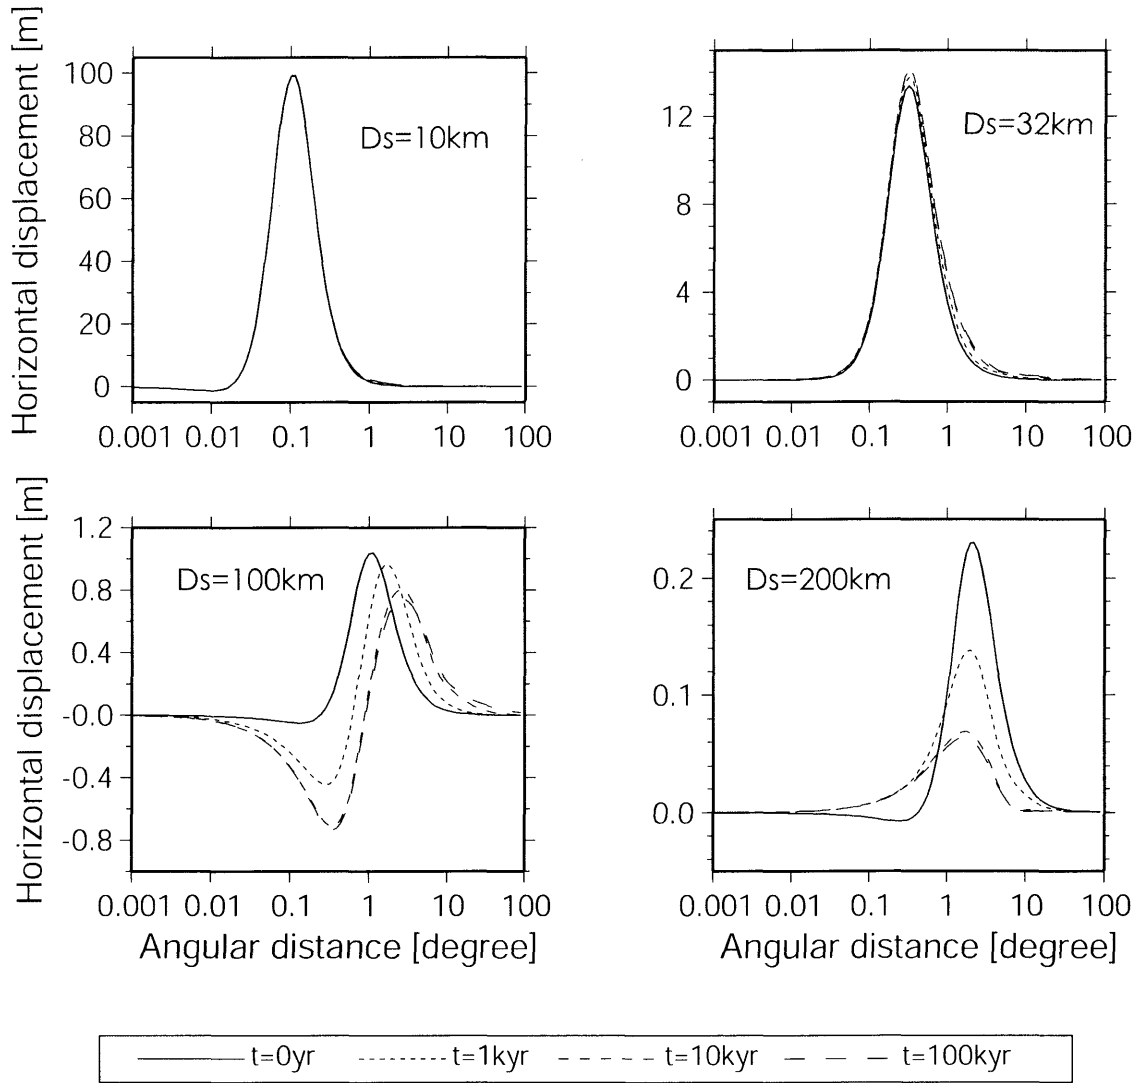 Horizontal displacement [m]
100
80
60
40
20
0
Ds=10km
0.001 0.01 0.1 1 10 100
12
8
4
0
Ds=32km
0.001 0.01 0.1 1 10 100
Horizontal displacement [m]
1.2
0.8
0.4
-0.0
-0.4
-0.8
Ds=100km
0.001 0.01 0.1 1 10 100
Angular distance [degree]
0.2
0.1
0.0
Ds=200km
0.001 0.01 0.1 1 10 100
Angular distance [degree]
t=0yr t=1kyr t=10kyr t=100kyr